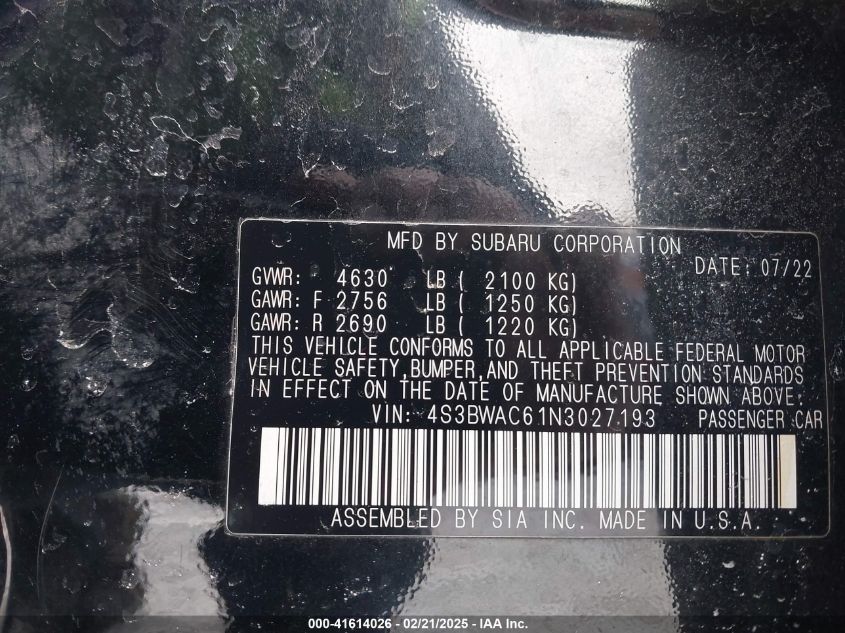 MFD BY SUBARU CORPORATION
DATE: 07/22
GVWR: 4630 LB ( 2100 KG)
GAWR: F 2756 LB ( 1250 KG)
GAWR: R 2690 LB ( 1220 KG)
THIS VEHICLE CONFORMS TO ALL APPLICABLE FEDERAL MOTOR
VEHICLE SAFETY, BUMPER, AND THEFT PREVENTION STANDARDS
IN EFFECT ON THE DATE OF MANUFACTURE SHOWN ABOVE.
VIN: 4S3BWAC61N3027193 PASSENGER CAR
ASSEMBLED BY SIA INC. MADE IN U.S.A.
000-41614026 - 02/21/2025 - IAA Inc.